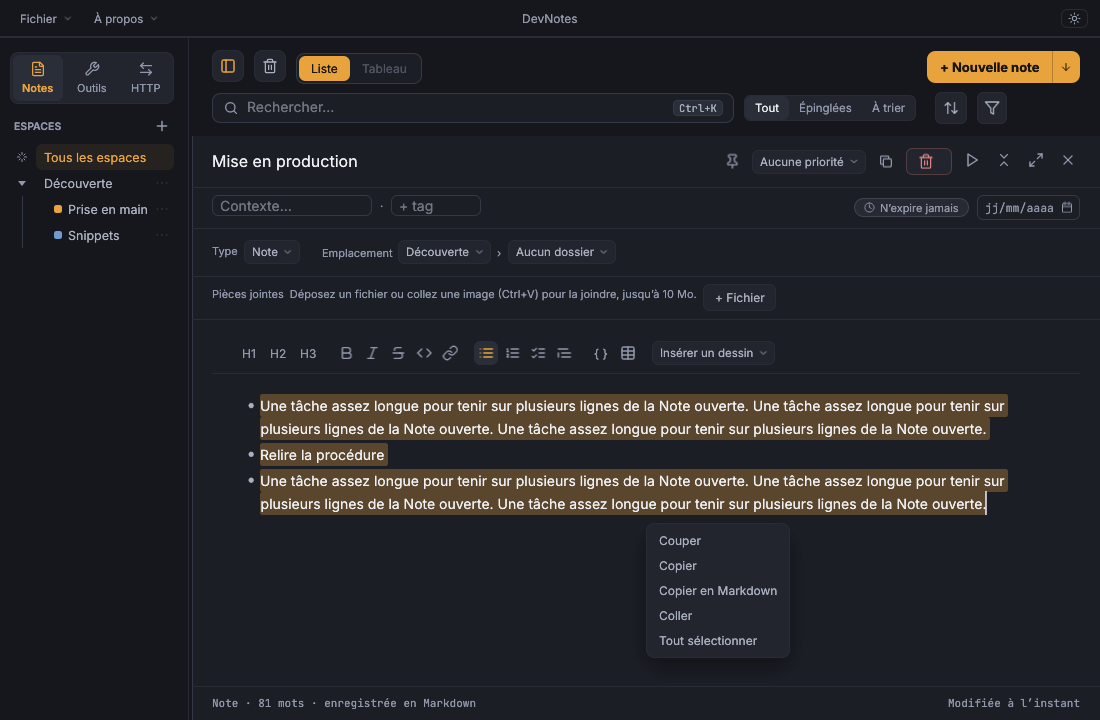 Fichier
À propos
DevNotes
Notes
Outils
HTTP
Liste
Tableau
+ Nouvelle note
Rechercher...
Ctrl+K
Tout
Épinglées
À trier
ESPACES
Tous les espaces
Découverte
Prise en main
Snippets
Mise en production
Aucune priorité
Contexte...
·
+ tag
N'expire jamais
jj/mm/aaaa
Type
Note
Emplacement
Découverte
›
Aucun dossier
Pièces jointes Déposez un fichier ou collez une image (Ctrl+V) pour la joindre, jusqu'à 10 Mo.
+ Fichier
H1 H2 H3
Insérer un dessin
• Une tâche assez longue pour tenir sur plusieurs lignes de la Note ouverte. Une tâche assez longue pour tenir sur
plusieurs lignes de la Note ouverte. Une tâche assez longue pour tenir sur plusieurs lignes de la Note ouverte.
• Relire la procédure
• Une tâche assez longue pour tenir sur plusieurs lignes de la Note ouverte. Une tâche assez longue pour tenir sur
plusieurs lignes de la Note ouverte. Une tâche assez longue pour tenir sur plusieurs lignes de la Note ouverte.
Couper
Copier
Copier en Markdown
Coller
Tout sélectionner
Note · 81 mots · enregistrée en Markdown
Modifiée à l'instant